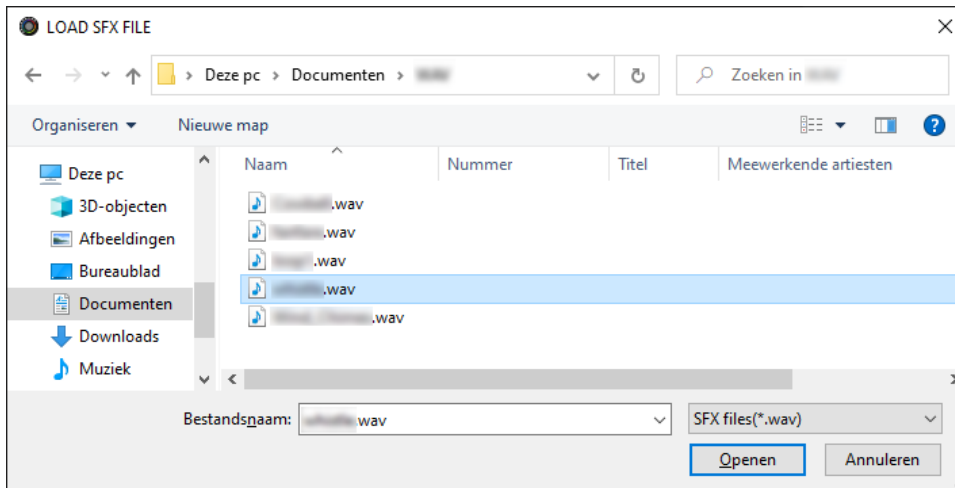 LOAD SFX FILE
Deze pc > Documenten >
Zoeken in
Organiseren Nieuwe map
Naam Nummer Titel Meewerkende artiesten
Deze pc
3D-objecten
Afbeeldingen
Bureaublad
Documenten
Downloads
Muziek
.wav
.wav
.wav
.wav
.wav
Bestandsnaam: .wav SFX files(*.wav)
Openen Annuleren